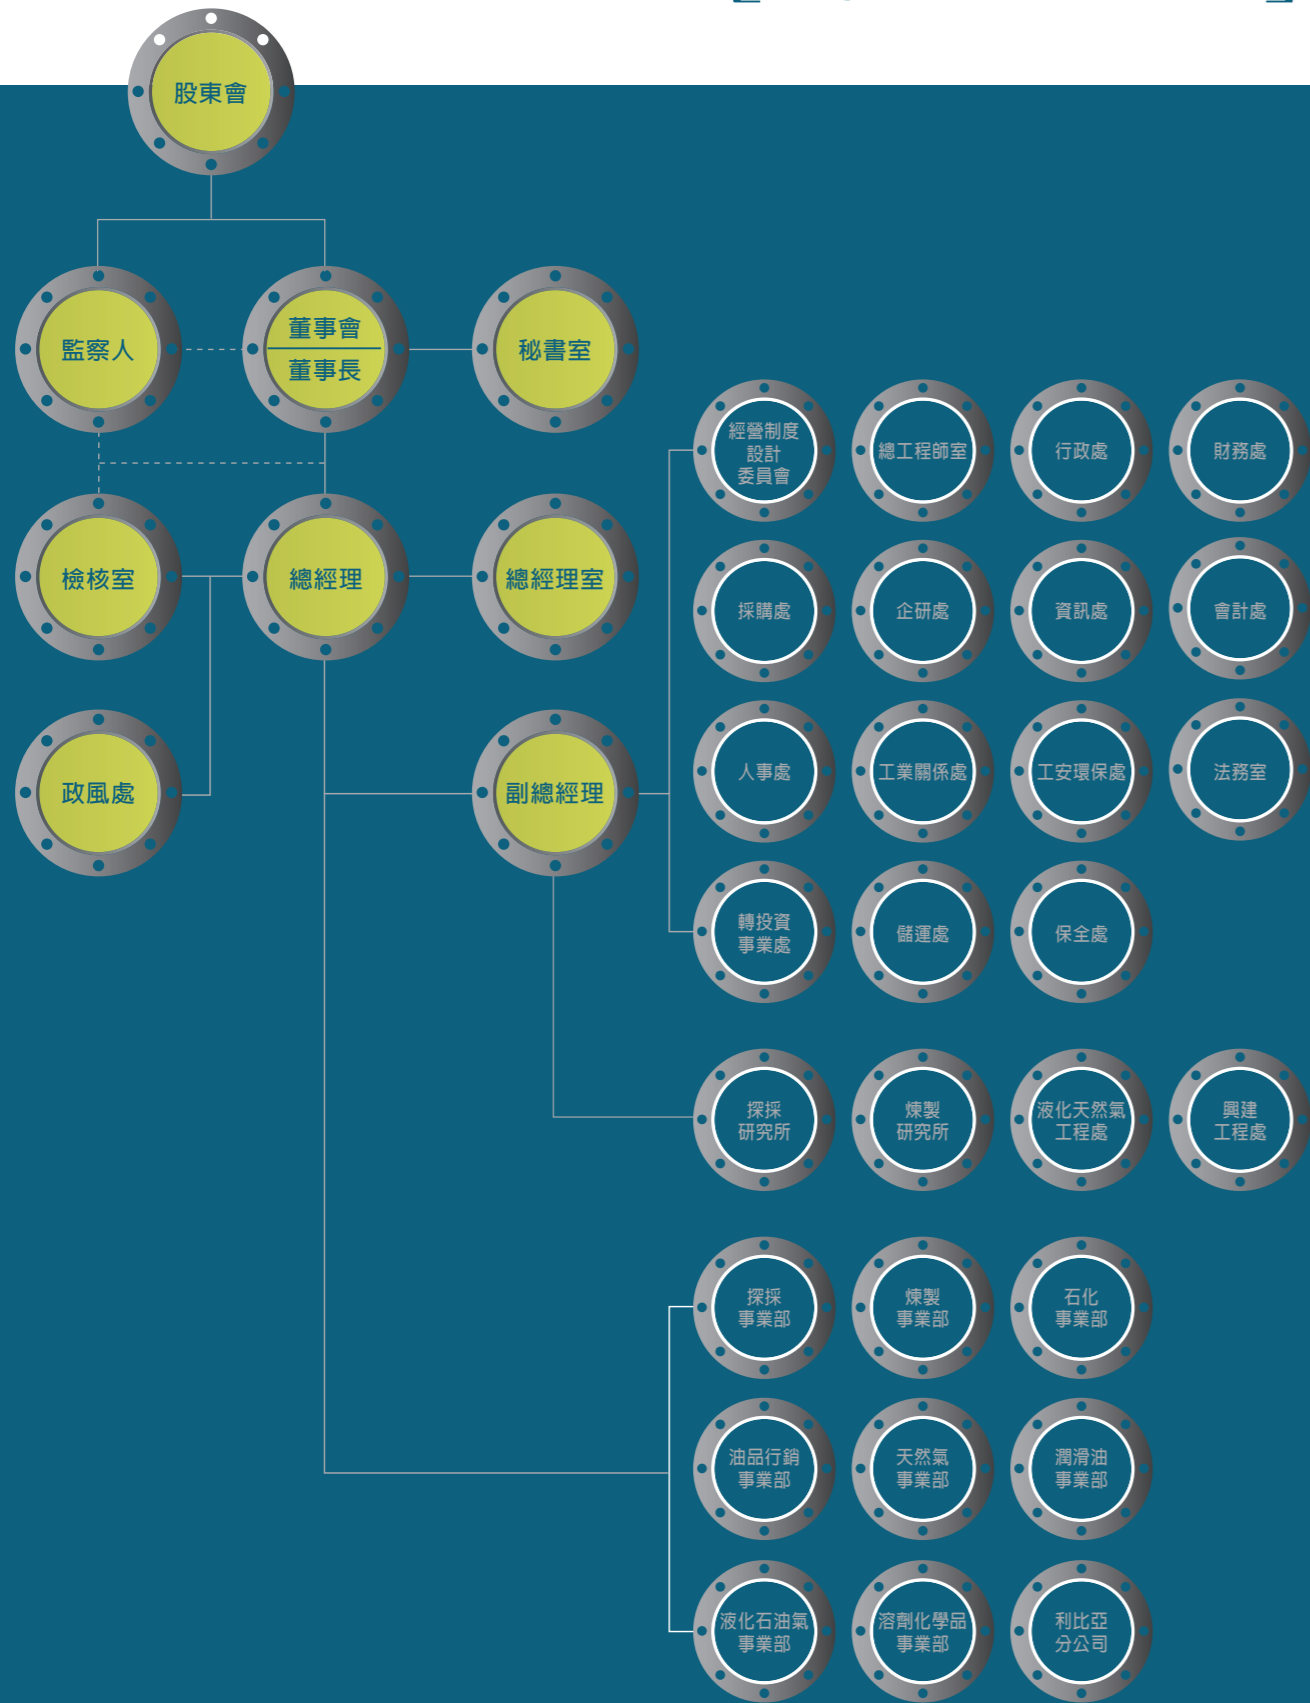 股東會
監察人
董事會
董事長
秘書室
檢核室
總經理
總經理室
政風處
副總經理
經營制度
設計
委員會
總工程師室
行政處
財務處
採購處
企研處
資訊處
會計處
人事處
工業關係處
工安環保處
法務室
轉投資
事業處
儲運處
保全處
探採
研究所
煉製
研究所
液化天然氣
工程處
興建
工程處
探採
事業部
煉製
事業部
石化
事業部
油品行銷
事業部
天然氣
事業部
潤滑油
事業部
液化石油氣
事業部
溶劑化學品
事業部
利比亞
分公司